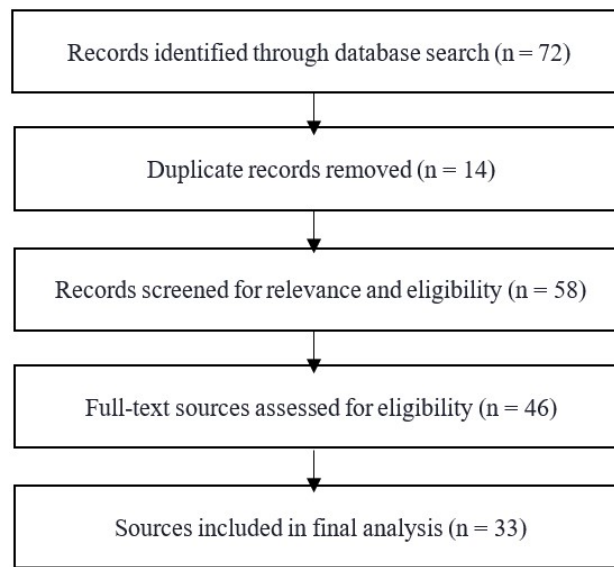 Records identified through database search (n = 72)
Duplicate records removed (n = 14)
Records screened for relevance and eligibility (n = 58)
Full-text sources assessed for eligibility (n = 46)
Sources included in final analysis (n = 33)